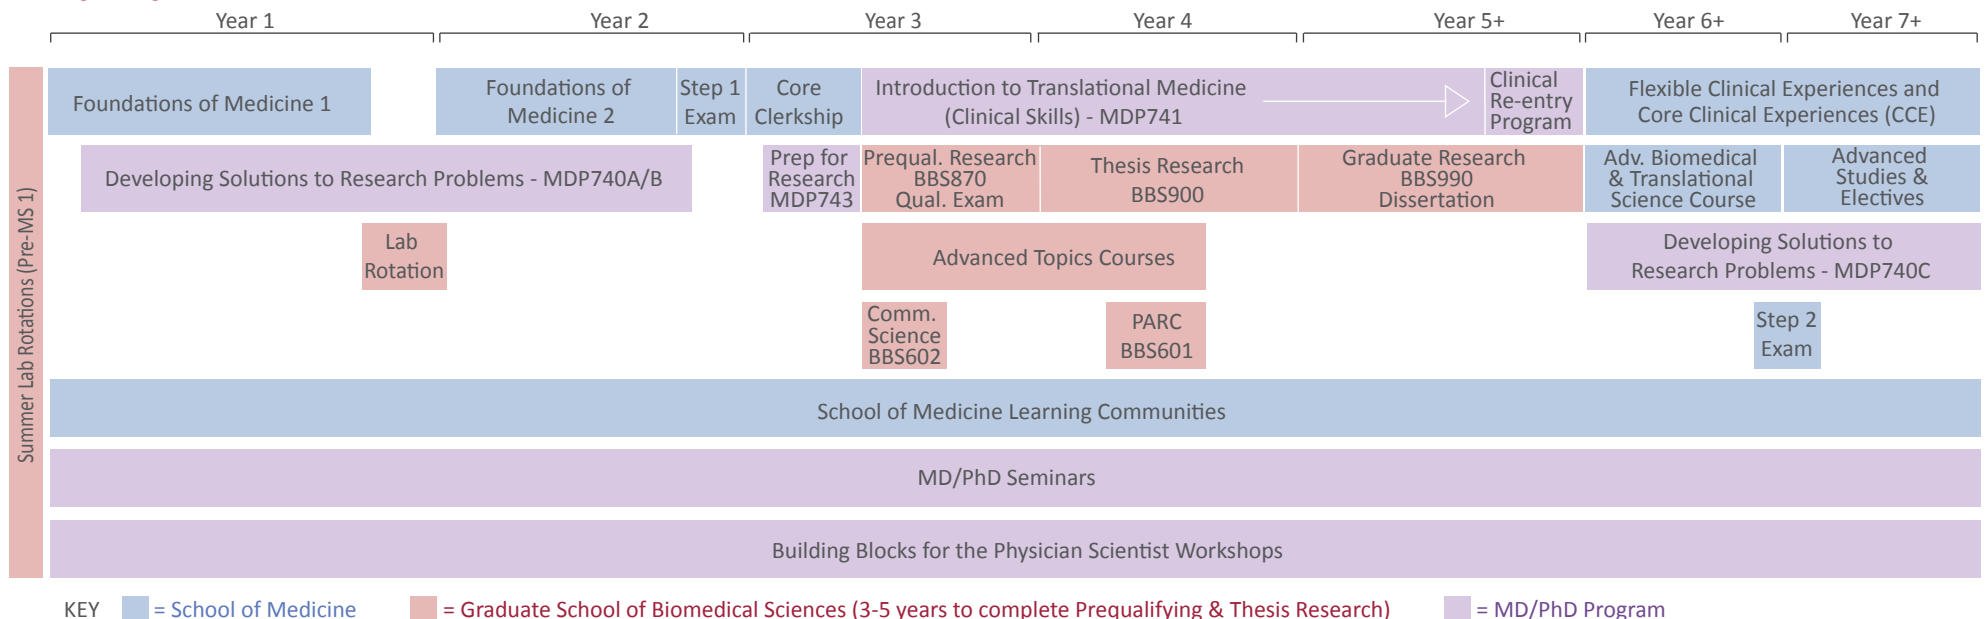 Year 1
Year 2
Year 3
Year 4
Year 5+
Year 6+
Year 7+
Summer Lab Rotations (Pre-MS 1)
Foundations of Medicine 1
Foundations of
Medicine 2
Step 1
Exam
Core
Clerkship
Introduction to Translational Medicine
(Clinical Skills) - MDP741
Clinical
Re-entry
Program
Flexible Clinical Experiences and
Core Clinical Experiences (CCE)
Developing Solutions to Research Problems - MDP740A/B
Prep for
Research
MDP743
Prequal. Research
BBS870
Qual. Exam
Thesis Research
BBS900
Graduate Research
BBS990
Dissertation
Adv. Biomedical
& Translational
Science Course
Advanced
Studies &
Electives
Lab
Rotation
Advanced Topics Courses
Developing Solutions to
Research Problems - MDP740C
Comm.
Science
BBS602
PARC
BBS601
Step 2
Exam
School of Medicine Learning Communities
MD/PhD Seminars
Building Blocks for the Physician Scientist Workshops
KEY
= School of Medicine
= Graduate School of Biomedical Sciences (3-5 years to complete Prequalifying & Thesis Research)
= MD/PhD Program